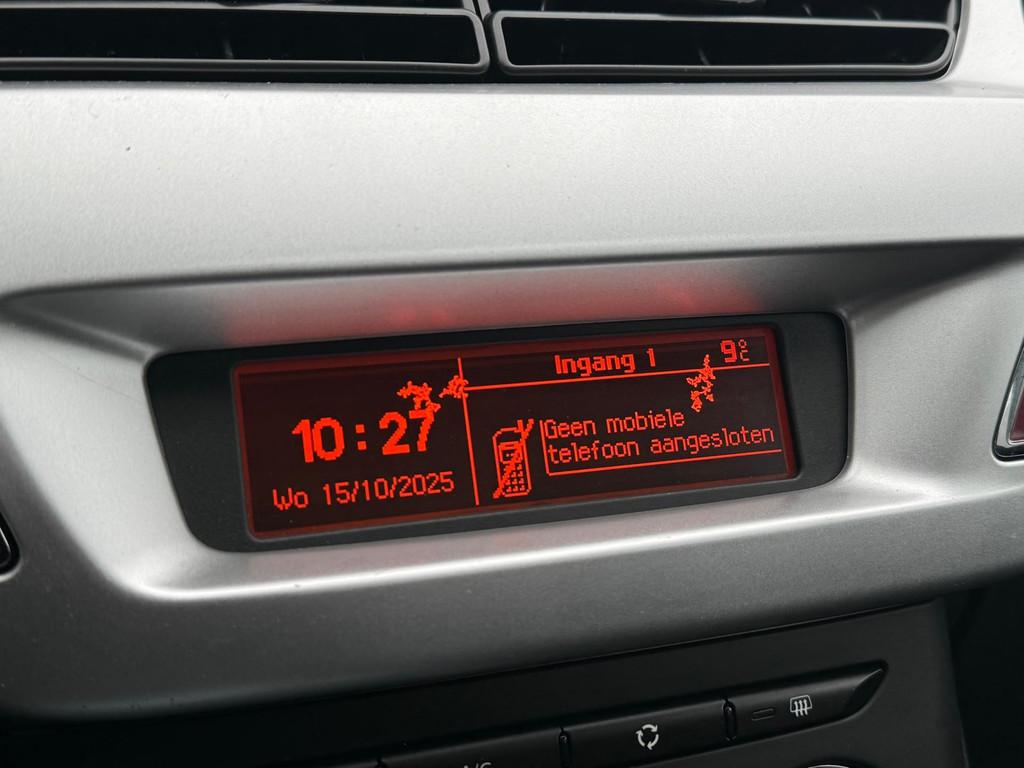 Ingang 1 9°C
10:27
Geen mobiele
telefoon aangesloten
Wo 15/10/2025